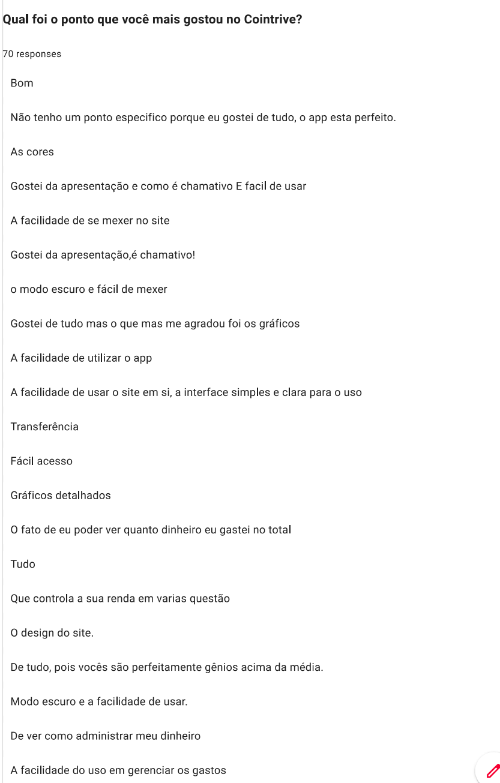 Qual foi o ponto que você mais gostou no Cointrive?
70 responses
Bom
Não tenho um ponto especifico porque eu gostei de tudo, o app esta perfeito.
As cores
Gostei da apresentação e como é chamativo E facil de usar
A facilidade de se mexer no site
Gostei da apresentação,é chamativo!
o modo escuro e fácil de mexer
Gostei de tudo mas o que mas me agradou foi os gráficos
A facilidade de utilizar o app
A facilidade de usar o site em si, a interface simples e clara para o uso
Transferência
Fácil acesso
Gráficos detalhados
O fato de eu poder ver quanto dinheiro eu gastei no total
Tudo
Que controla a sua renda em varias questão
O design do site.
De tudo, pois vocês são perfeitamente gênios acima da média.
Modo escuro e a facilidade de usar.
De ver como administrar meu dinheiro
A facilidade do uso em gerenciar os gastos